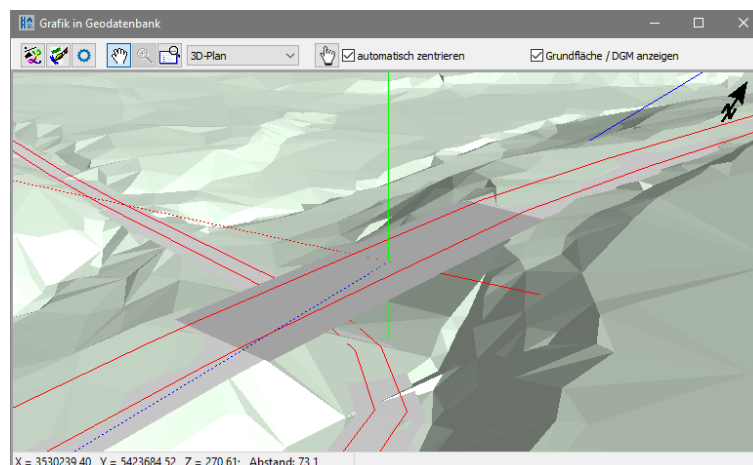 Grafik in Geodatenbank
3D-Plan automatisch zentrieren Grundfläche / DGM anzeigen
N
X = 3530239.40 Y = 5423684.52 Z = 270.61; Abstand: 73.1